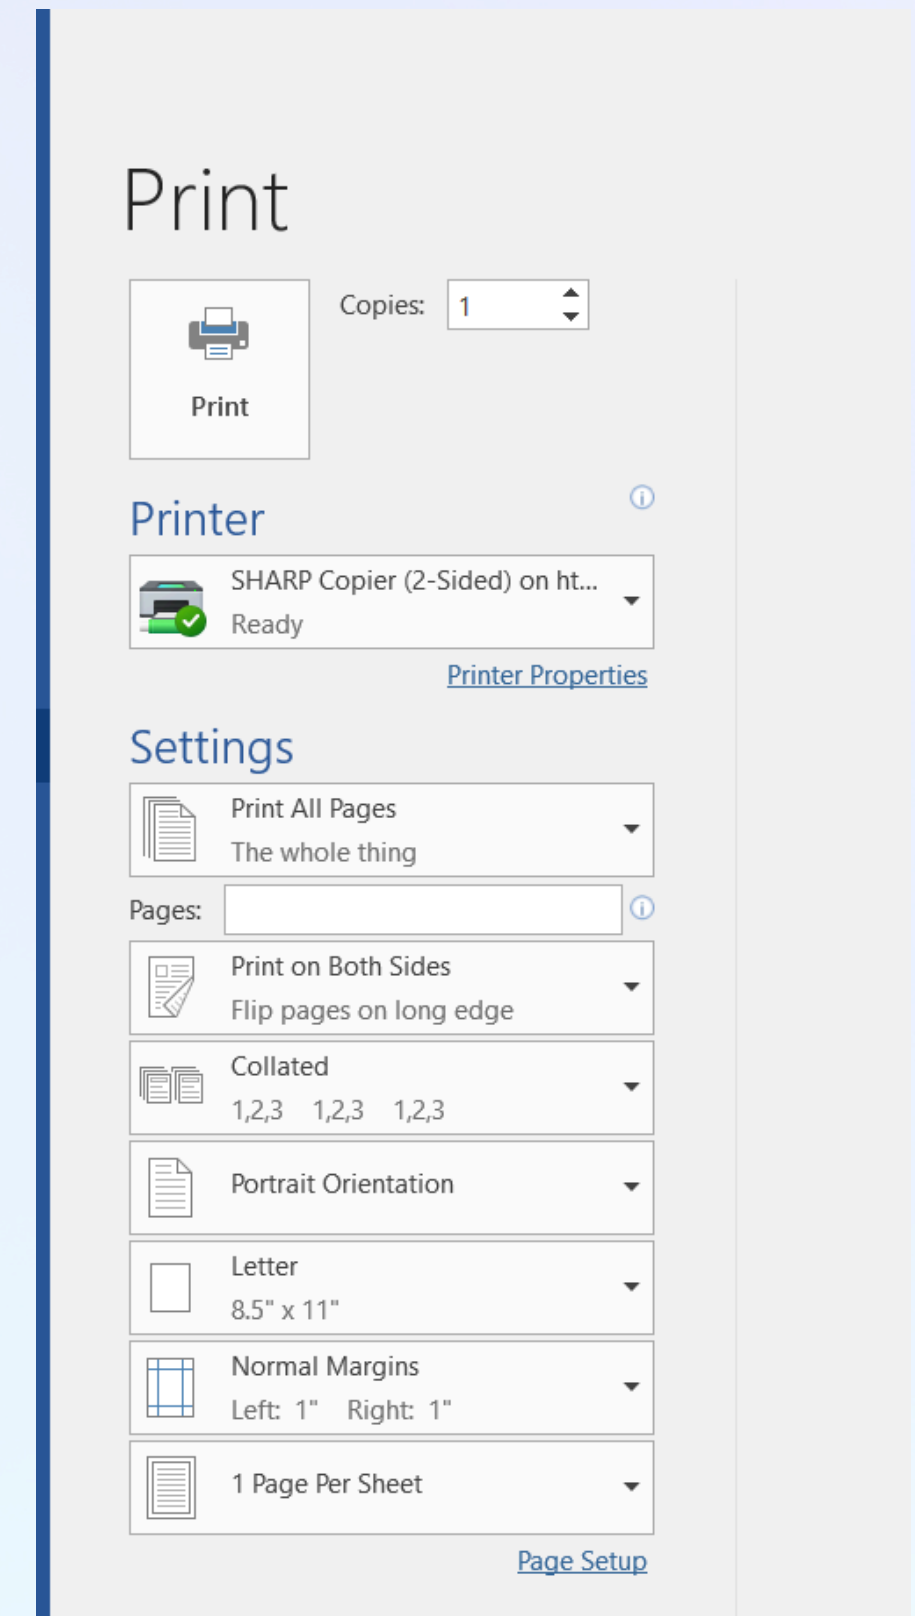 Print
Copies: 1
Print
Printer
SHARP Copier (2-Sided) on ht...
Ready
Printer Properties
Settings
Print All Pages
The whole thing
Pages:
Print on Both Sides
Flip pages on long edge
Collated
1,2,3 1,2,3 1,2,3
Portrait Orientation
Letter
8.5" x 11"
Normal Margins
Left: 1" Right: 1"
1 Page Per Sheet
Page Setup